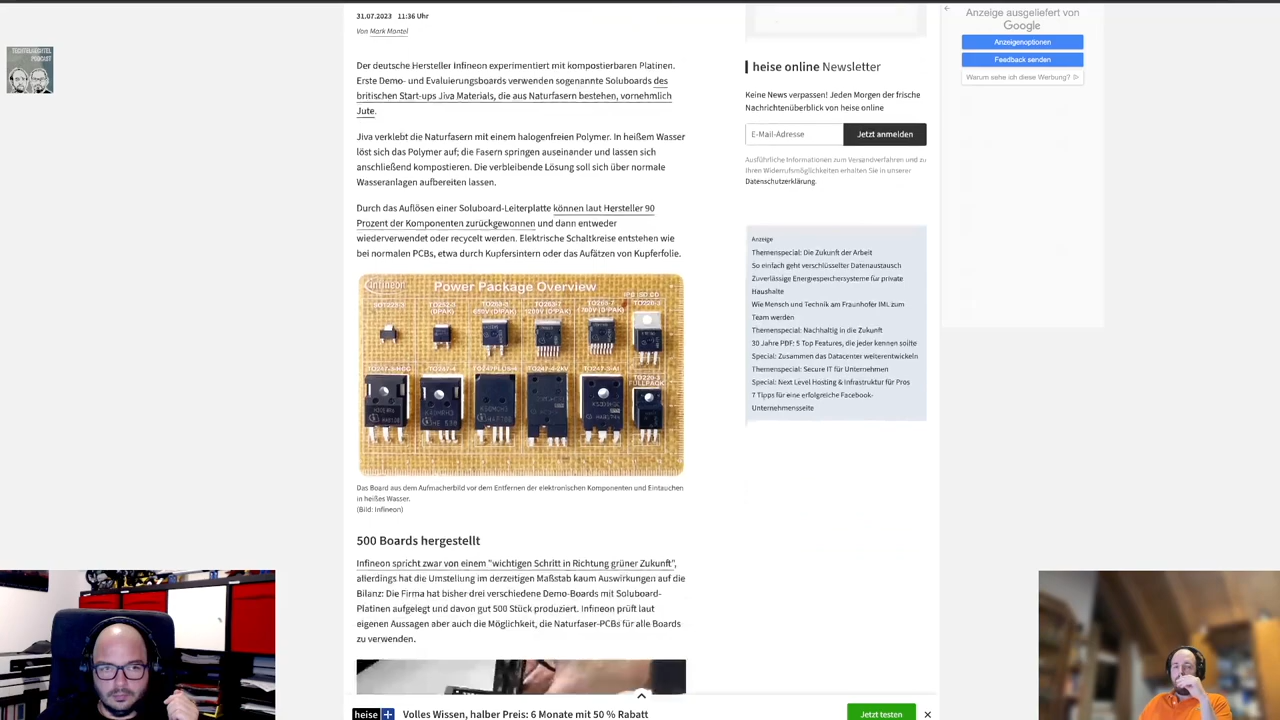 31.07.2023 11:36 Uhr
Von Mark Mantel
Der deutsche Hersteller Infineon experimentiert mit kompostierbaren Platinen.
Erste Demo- und Evaluierungsboards verwenden sogenannte Soluboards des
britischen Start-ups Jiva Materials, die aus Naturfasern bestehen, vornehmlich
Jute.
Jiva verklebt die Naturfasern mit einem halogenfreien Polymer. In heißem Wasser
löst sich das Polymer auf; die Fasern springen auseinander und lassen sich
anschließend kompostieren. Die verbleibende Lösung soll sich über normale
Wasseranlagen aufbereiten lassen.
Durch das Auflösen einer Soluboard-Leiterplatte können laut Hersteller 90
Prozent der Komponenten zurückgewonnen und dann entweder
wiederverwendet oder recycelt werden. Elektrische Schaltkreise entstehen wie
bei normalen PCBs, etwa durch Kupfersintern oder das Aufätzen von Kupferfolie.
infineon
Power Package Overview
(DPAK)
TO247-4
FULLPACK
Das Board aus dem Aufmacherbild vor dem Entfernen der elektronischen Komponenten und Eintauchen
in heißes Wasser.
(Bild: Infineon)
500 Boards hergestellt
Infineon spricht zwar von einem "wichtigen Schritt in Richtung grüner Zukunft",
allerdings hat die Umstellung im derzeitigen Maßstab kaum Auswirkungen auf die
Bilanz: Die Firma hat bisher drei verschiedene Demo-Boards mit Soluboard-
Platinen aufgelegt und davon gut 500 Stück produziert. Infineon prüft laut
eigenen Aussagen aber auch die Möglichkeit, die Naturfaser-PCBs für alle Boards
zu verwenden.
heise online Newsletter
Keine News verpassen! Jeden Morgen der frische
Nachrichtenüberblick von heise online
E-Mail-Adresse
Jetzt anmelden
Ausführliche Informationen zum Versandverfahren und zu
Ihren Widerrufsmöglichkeiten erhalten Sie in unserer
Datenschutzerklärung.
Anzeige
Themenspecial: Die Zukunft der Arbeit
So einfach geht verschlüsselter Datenaustausch
Zuverlässige Energiespeichersysteme für private
Haushalte
Wie Mensch und Technik am Fraunhofer IML zum
Team werden
Themenspecial: Nachhaltig in die Zukunft
30 Jahre PDF: 5 Top Features, die jeder kennen sollte
Special: Zusammen das Datacenter weiterentwickeln
Themenspecial: Secure IT für Unternehmen
Special: Next Level Hosting & Infrastruktur für Pros
7 Tipps für eine erfolgreiche Facebook-
Unternehmensseite
Anzeige ausgeliefert von
Google
Anzeigenoptionen
Feedback senden
Warum sehe ich diese Werbung?
PODCAST
heise +
Volles Wissen, halber Preis: 6 Monate mit 50 % Rabatt
Jetzt testen